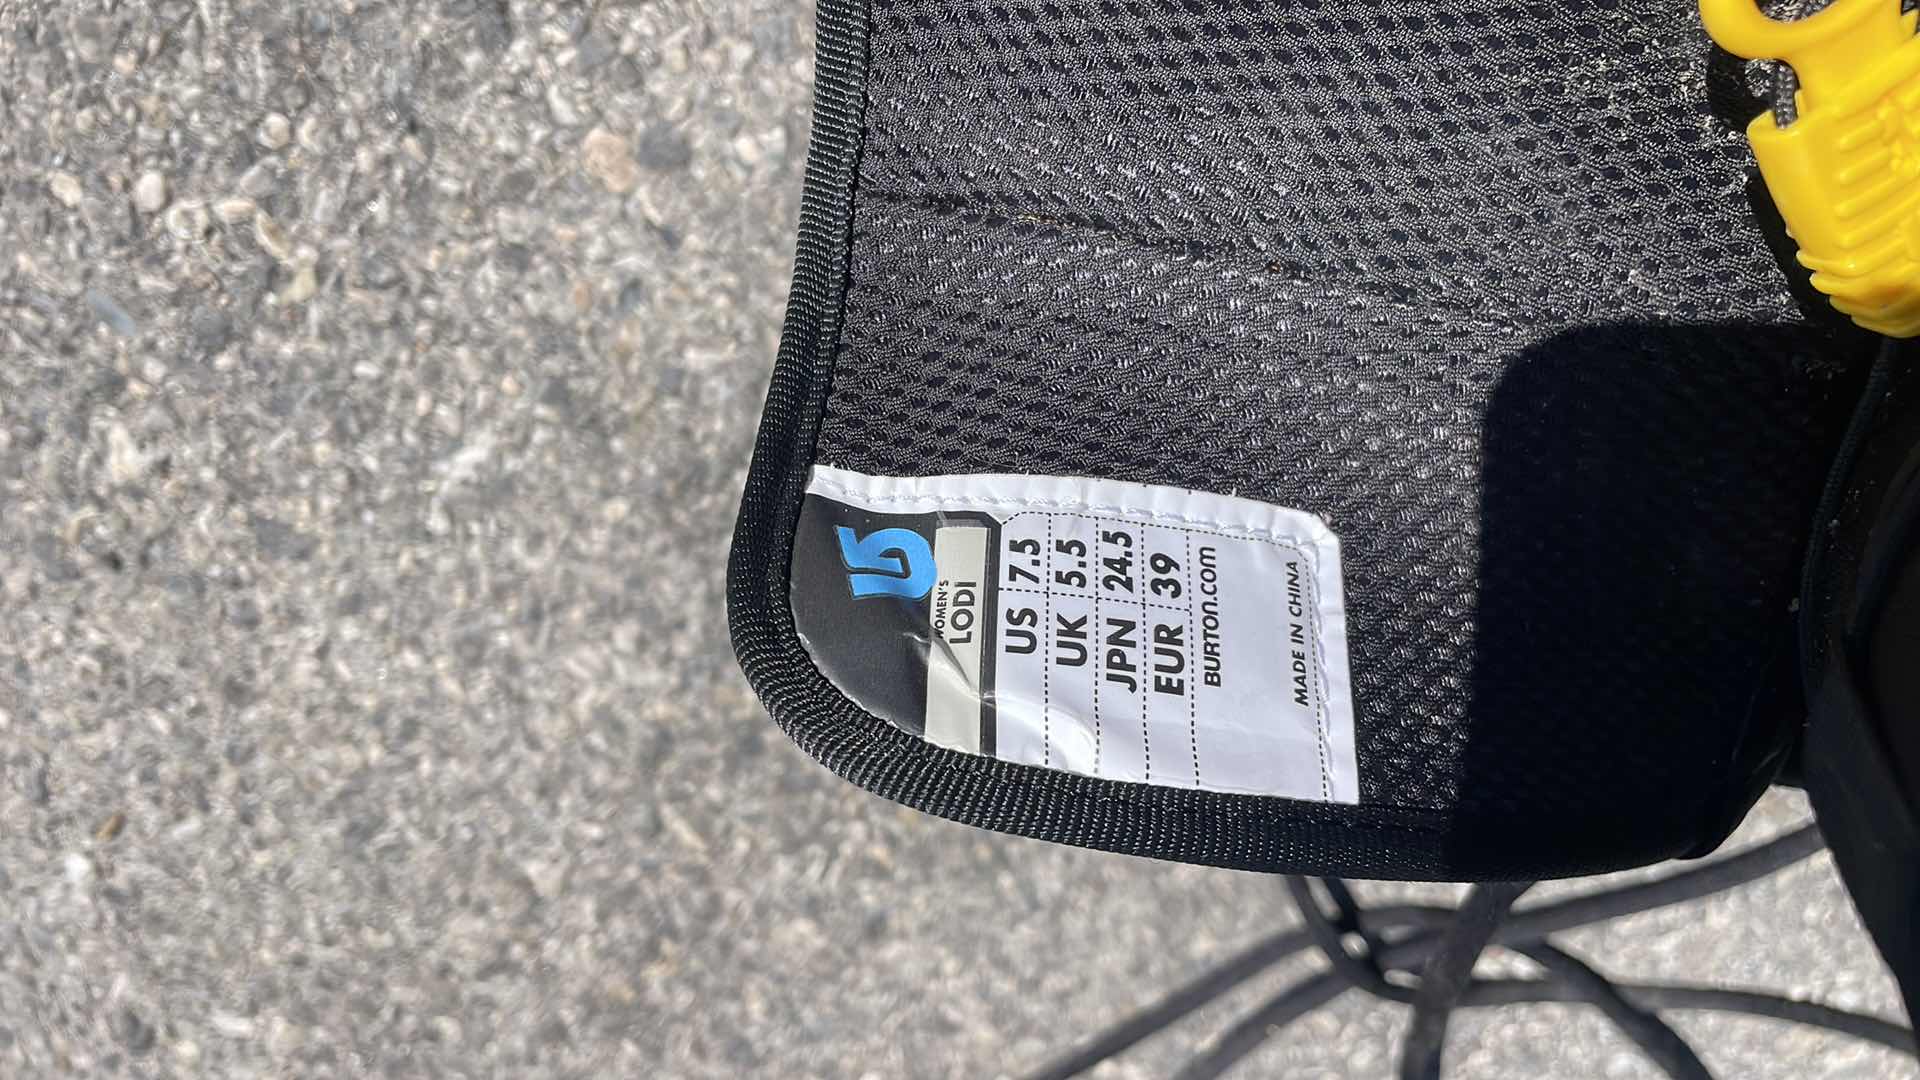 WOMEN'S
LODI
US 7.5
UK 5.5
JPN 24.5
EUR 39
BURTON.COM
MADE IN CHINA